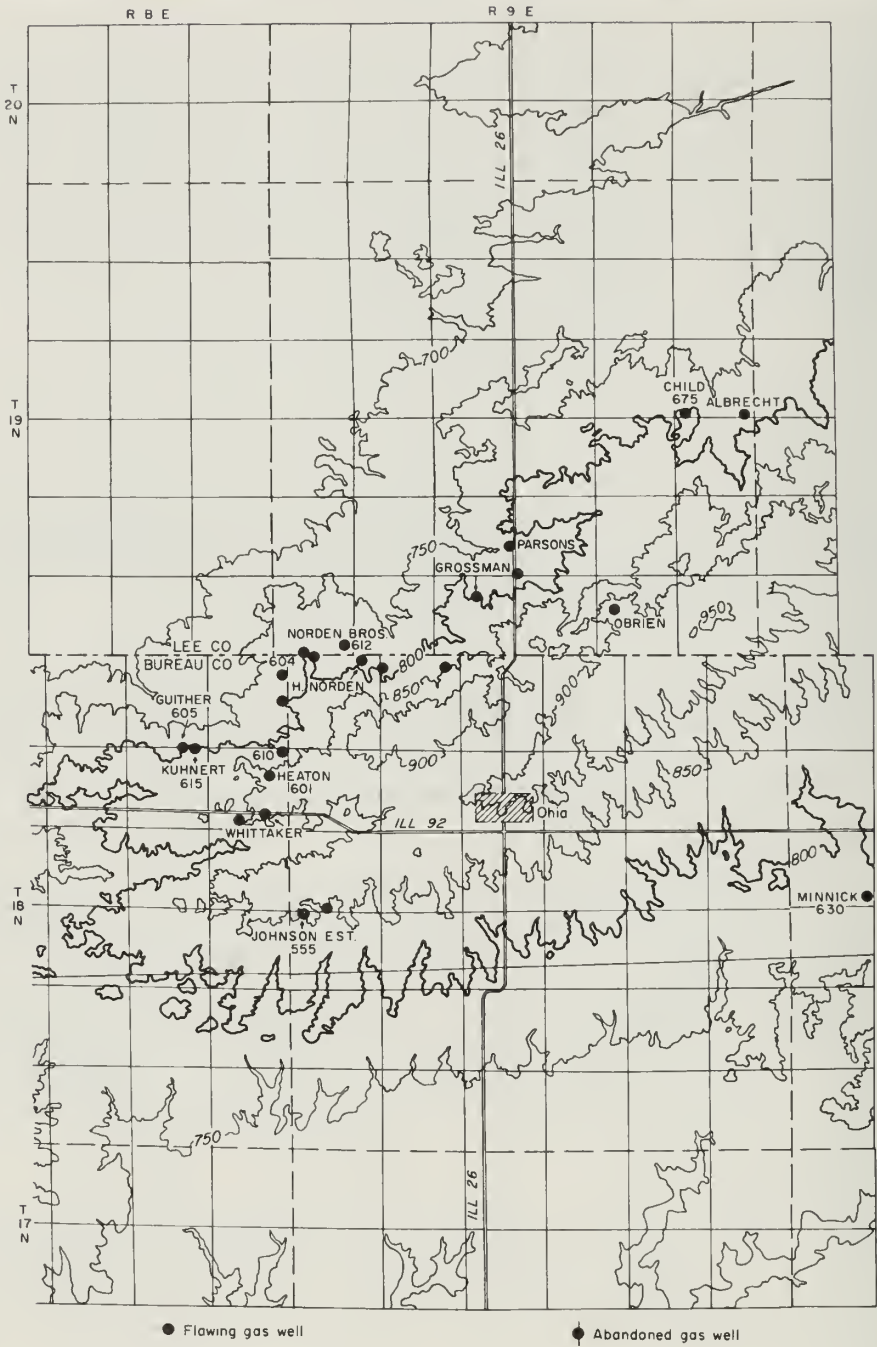 R 8 E
R 9 E
T
20
N
ILL 26
700
CHILD
675
ALBRECHT
T
19
N
750
PARSONS
GROSSMAN
OBRIEN
950
NORDEN BROS.
612
LEE CO
BUREAU CO
604
800
H. NORDEN
850
900
GUITHER
605
900
850
610
KUHNERT
615
HEATON
601
Ohio
ILL 92
WHITTAKER
800
T
18
N
MINNICK
630
JOHNSON EST.
555
750
ILL 26
T
17
N
Flowing gas well
Abandoned gas well